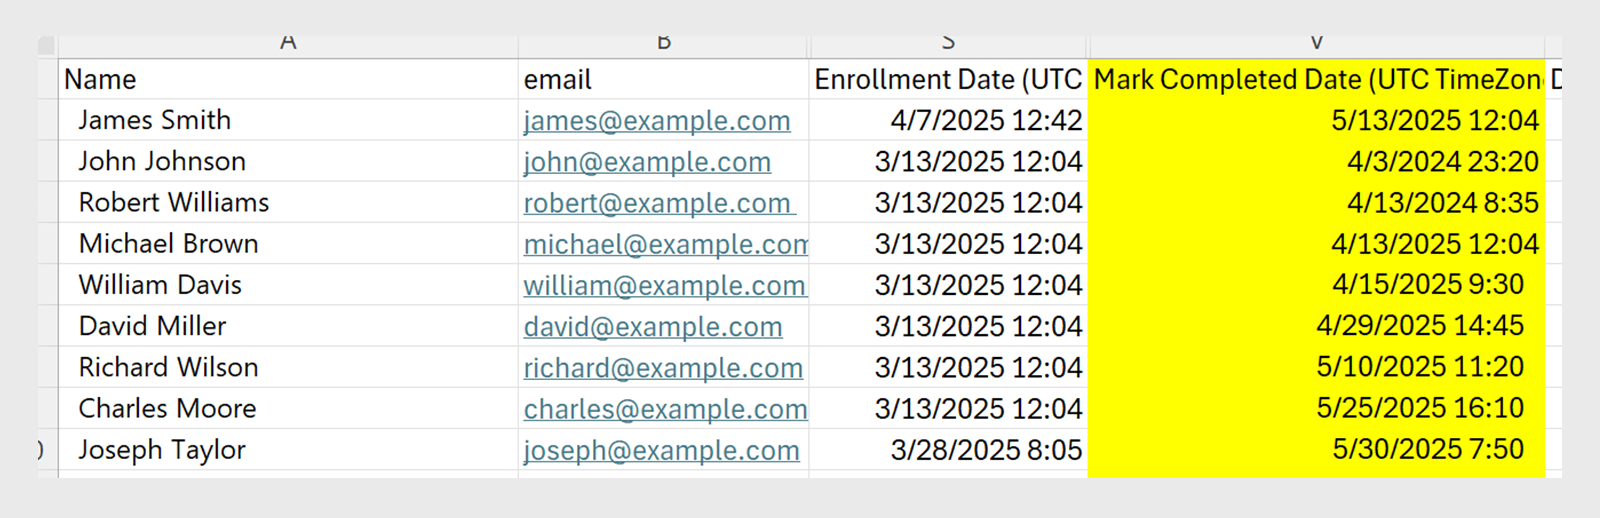 A B S V
Name email Enrollment Date (UTC Mark Completed Date (UTC TimeZon D
James Smith james@example.com 4/7/2025 12:42 5/13/2025 12:04
John Johnson john@example.com 3/13/2025 12:04 4/3/2024 23:20
Robert Williams robert@example.com 3/13/2025 12:04 4/13/2024 8:35
Michael Brown michael@example.com 3/13/2025 12:04 4/13/2025 12:04
William Davis william@example.com 3/13/2025 12:04 4/15/2025 9:30
David Miller david@example.com 3/13/2025 12:04 4/29/2025 14:45
Richard Wilson richard@example.com 3/13/2025 12:04 5/10/2025 11:20
Charles Moore charles@example.com 3/13/2025 12:04 5/25/2025 16:10
Joseph Taylor joseph@example.com 3/28/2025 8:05 5/30/2025 7:50